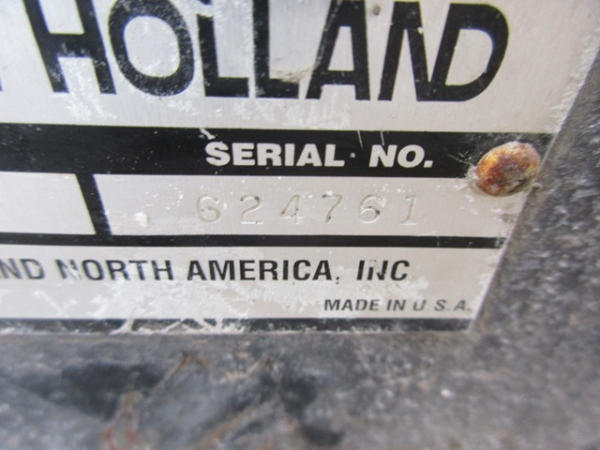 HOLLAND
SERIAL NO.
624761
ND NORTH AMERICA, INC
MADE IN U.S.A.